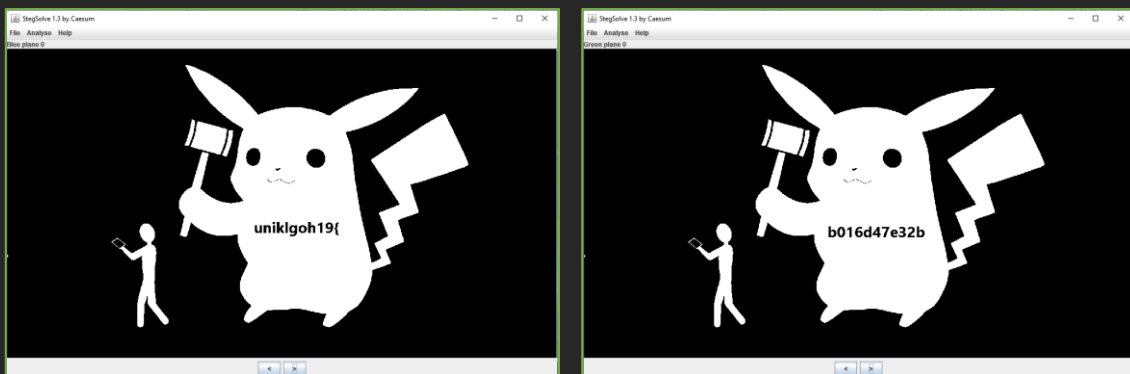 StegSolve 1.3 by Caesum
File Analyse Help
Blue plane 0
uniklgoh19{
< >
StegSolve 1.3 by Caesum
File Analyse Help
Green plane 0
b016d47e32b
< >